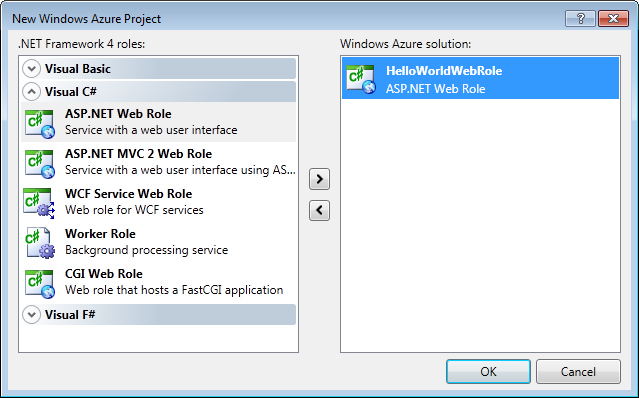 New Windows Azure Project
.NET Framework 4 roles:
Visual Basic
Visual C#
ASP.NET Web Role
Service with a web user interface
ASP.NET MVC 2 Web Role
Service with a web user interface using AS...
WCF Service Web Role
Web role for WCF services
Worker Role
Background processing service
CGI Web Role
Web role that hosts a FastCGI application
Visual F#
>
<
Windows Azure solution:
HelloWorldWebRole
ASP.NET Web Role
OK
Cancel